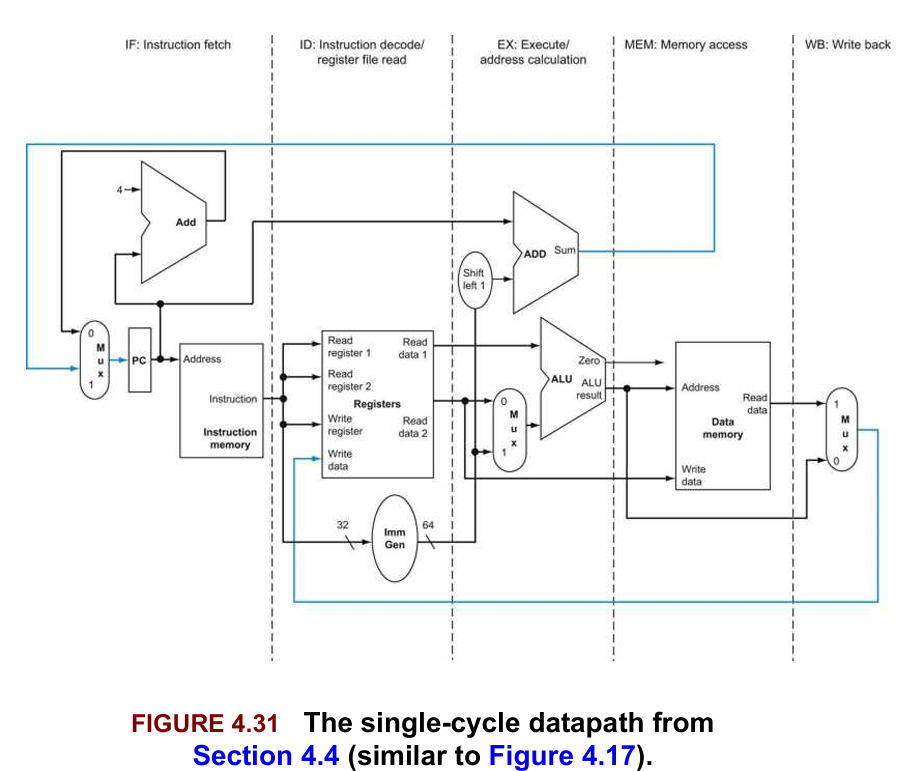 IF: Instruction fetch
ID: Instruction decode/
register file read
EX: Execute/
address calculation
MEM: Memory access
WB: Write back
4
Add
ADD
Sum
Shift
left 1
0
M
u
x
1
PC
Address
Instruction
Instruction
memory
Read
register 1
Read
register 2
Registers
Write
register
Write
data
Read
data 1
Read
data 2
32
Imm
Gen
64
0
M
u
x
1
Zero
ALU
ALU
result
Address
Read
data
Data
memory
Write
data
1
M
u
x
0
FIGURE 4.31 The single-cycle datapath from
Section 4.4 (similar to Figure 4.17).